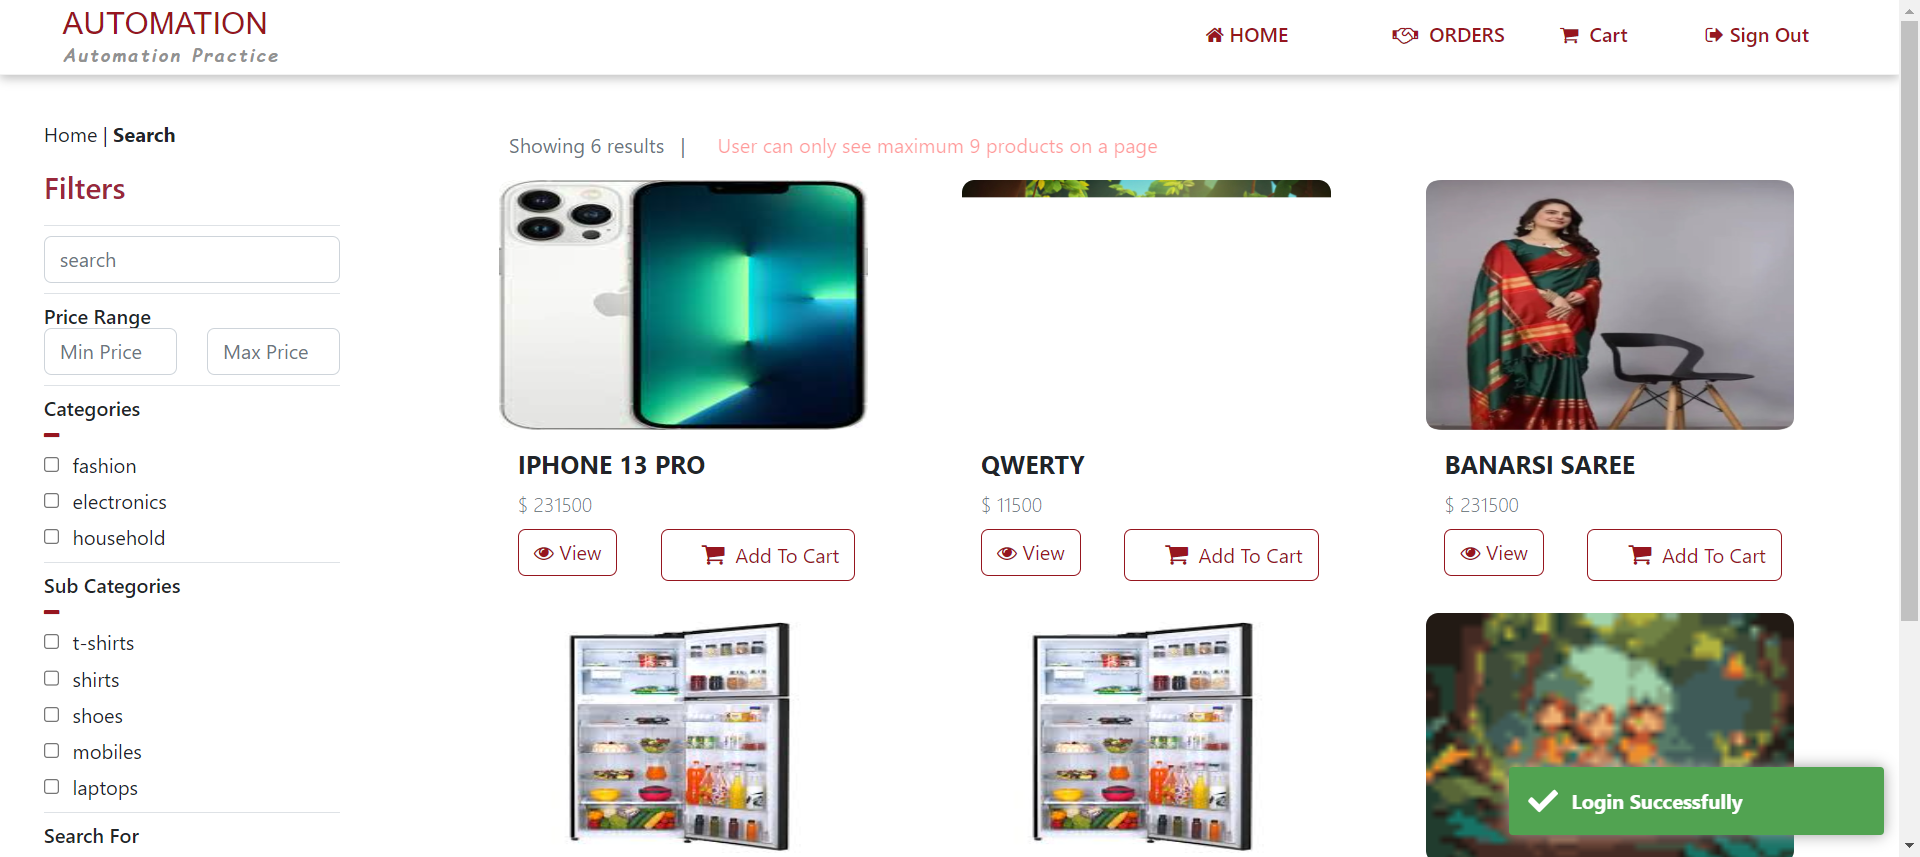 AUTOMATION
Automation Practice
HOME
ORDERS
Cart
Sign Out
Home | Search
Filters
search
Price Range
Min Price
Max Price
Categories
fashion
electronics
household
Sub Categories
t-shirts
shirts
shoes
mobiles
laptops
Search For
Showing 6 results |
User can only see maximum 9 products on a page
IPHONE 13 PRO
$ 231500
View
Add To Cart
QWERTY
$ 11500
View
Add To Cart
BANARSI SAREE
$ 231500
View
Add To Cart
Login Successfully